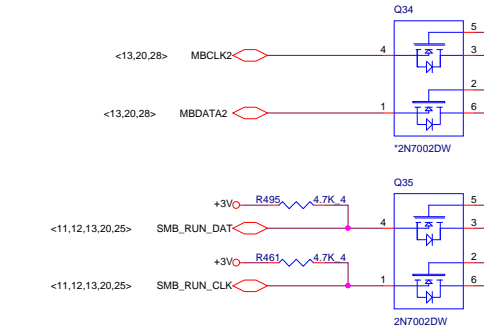 Q34
5
<13,20,28> MBCLK2 4 3
2
<13,20,28> MBDATA2 1 6
*2N7002DW
Q35
+3V R495 4.7K_4 5
<11,12,13,20,25> SMB_RUN_DAT 4 3
+3V R461 4.7K_4 2
<11,12,13,20,25> SMB_RUN_CLK 1 6
2N7002DW